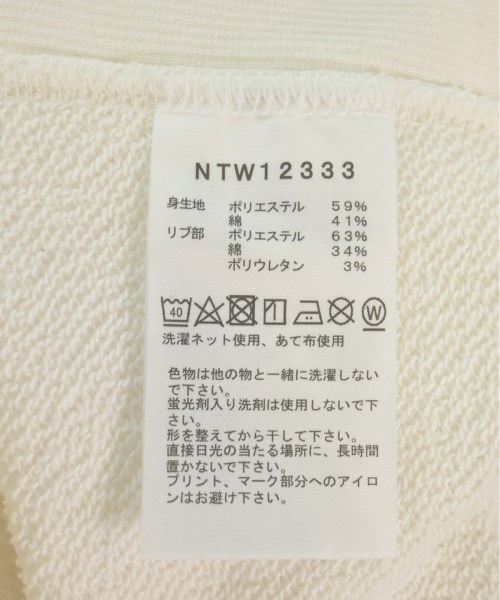 NTW12333
身生地 ポリエステル 59%
綿 41%
リブ部 ポリエステル 63%
綿 34%
ポリウレタン 3%
40 W
洗濯ネット使用、あて布使用
色物は他の物と一緒に洗濯しない
で下さい。
蛍光剤入り洗剤は使用しないで下
さい。
形を整えてから干して下さい。
直接日光の当たる場所に、長時間
置かないで下さい。
プリント、マーク部分へのアイロ
ンはお避け下さい。